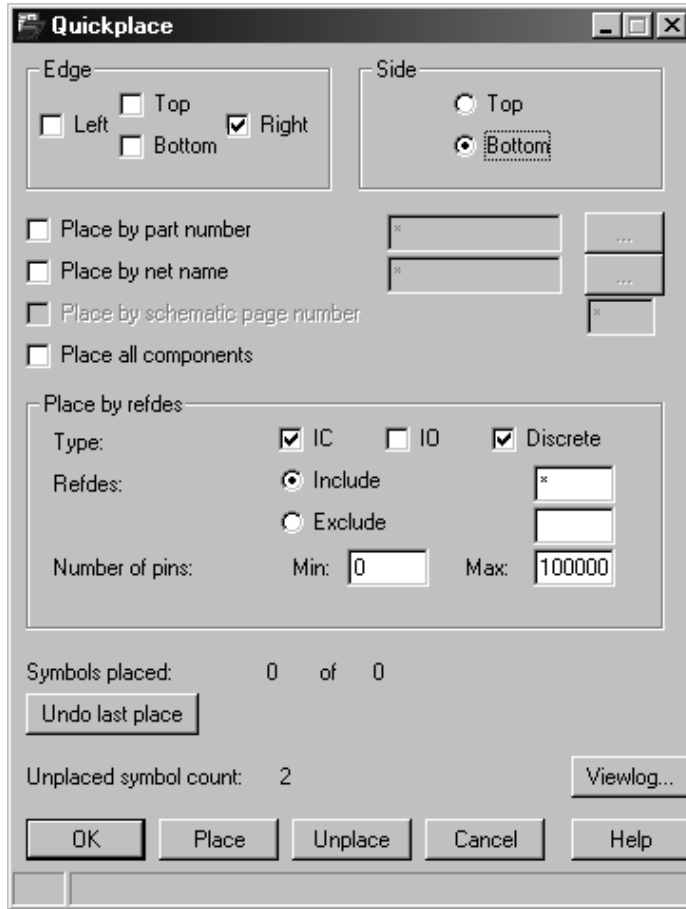 Quickplace
Edge
Side
Top
Left
Right
Bottom
Top
Bottom
Place by part number * ...
Place by net name * ...
Place by schematic page number *
Place all components
Place by refdes
Type: IC IO Discrete
Refdes: Include *
Exclude
Number of pins: Min: 0 Max: 100000
Symbols placed: 0 of 0
Undo last place
Unplaced symbol count: 2 Viewlog...
OK Place Unplace Cancel Help